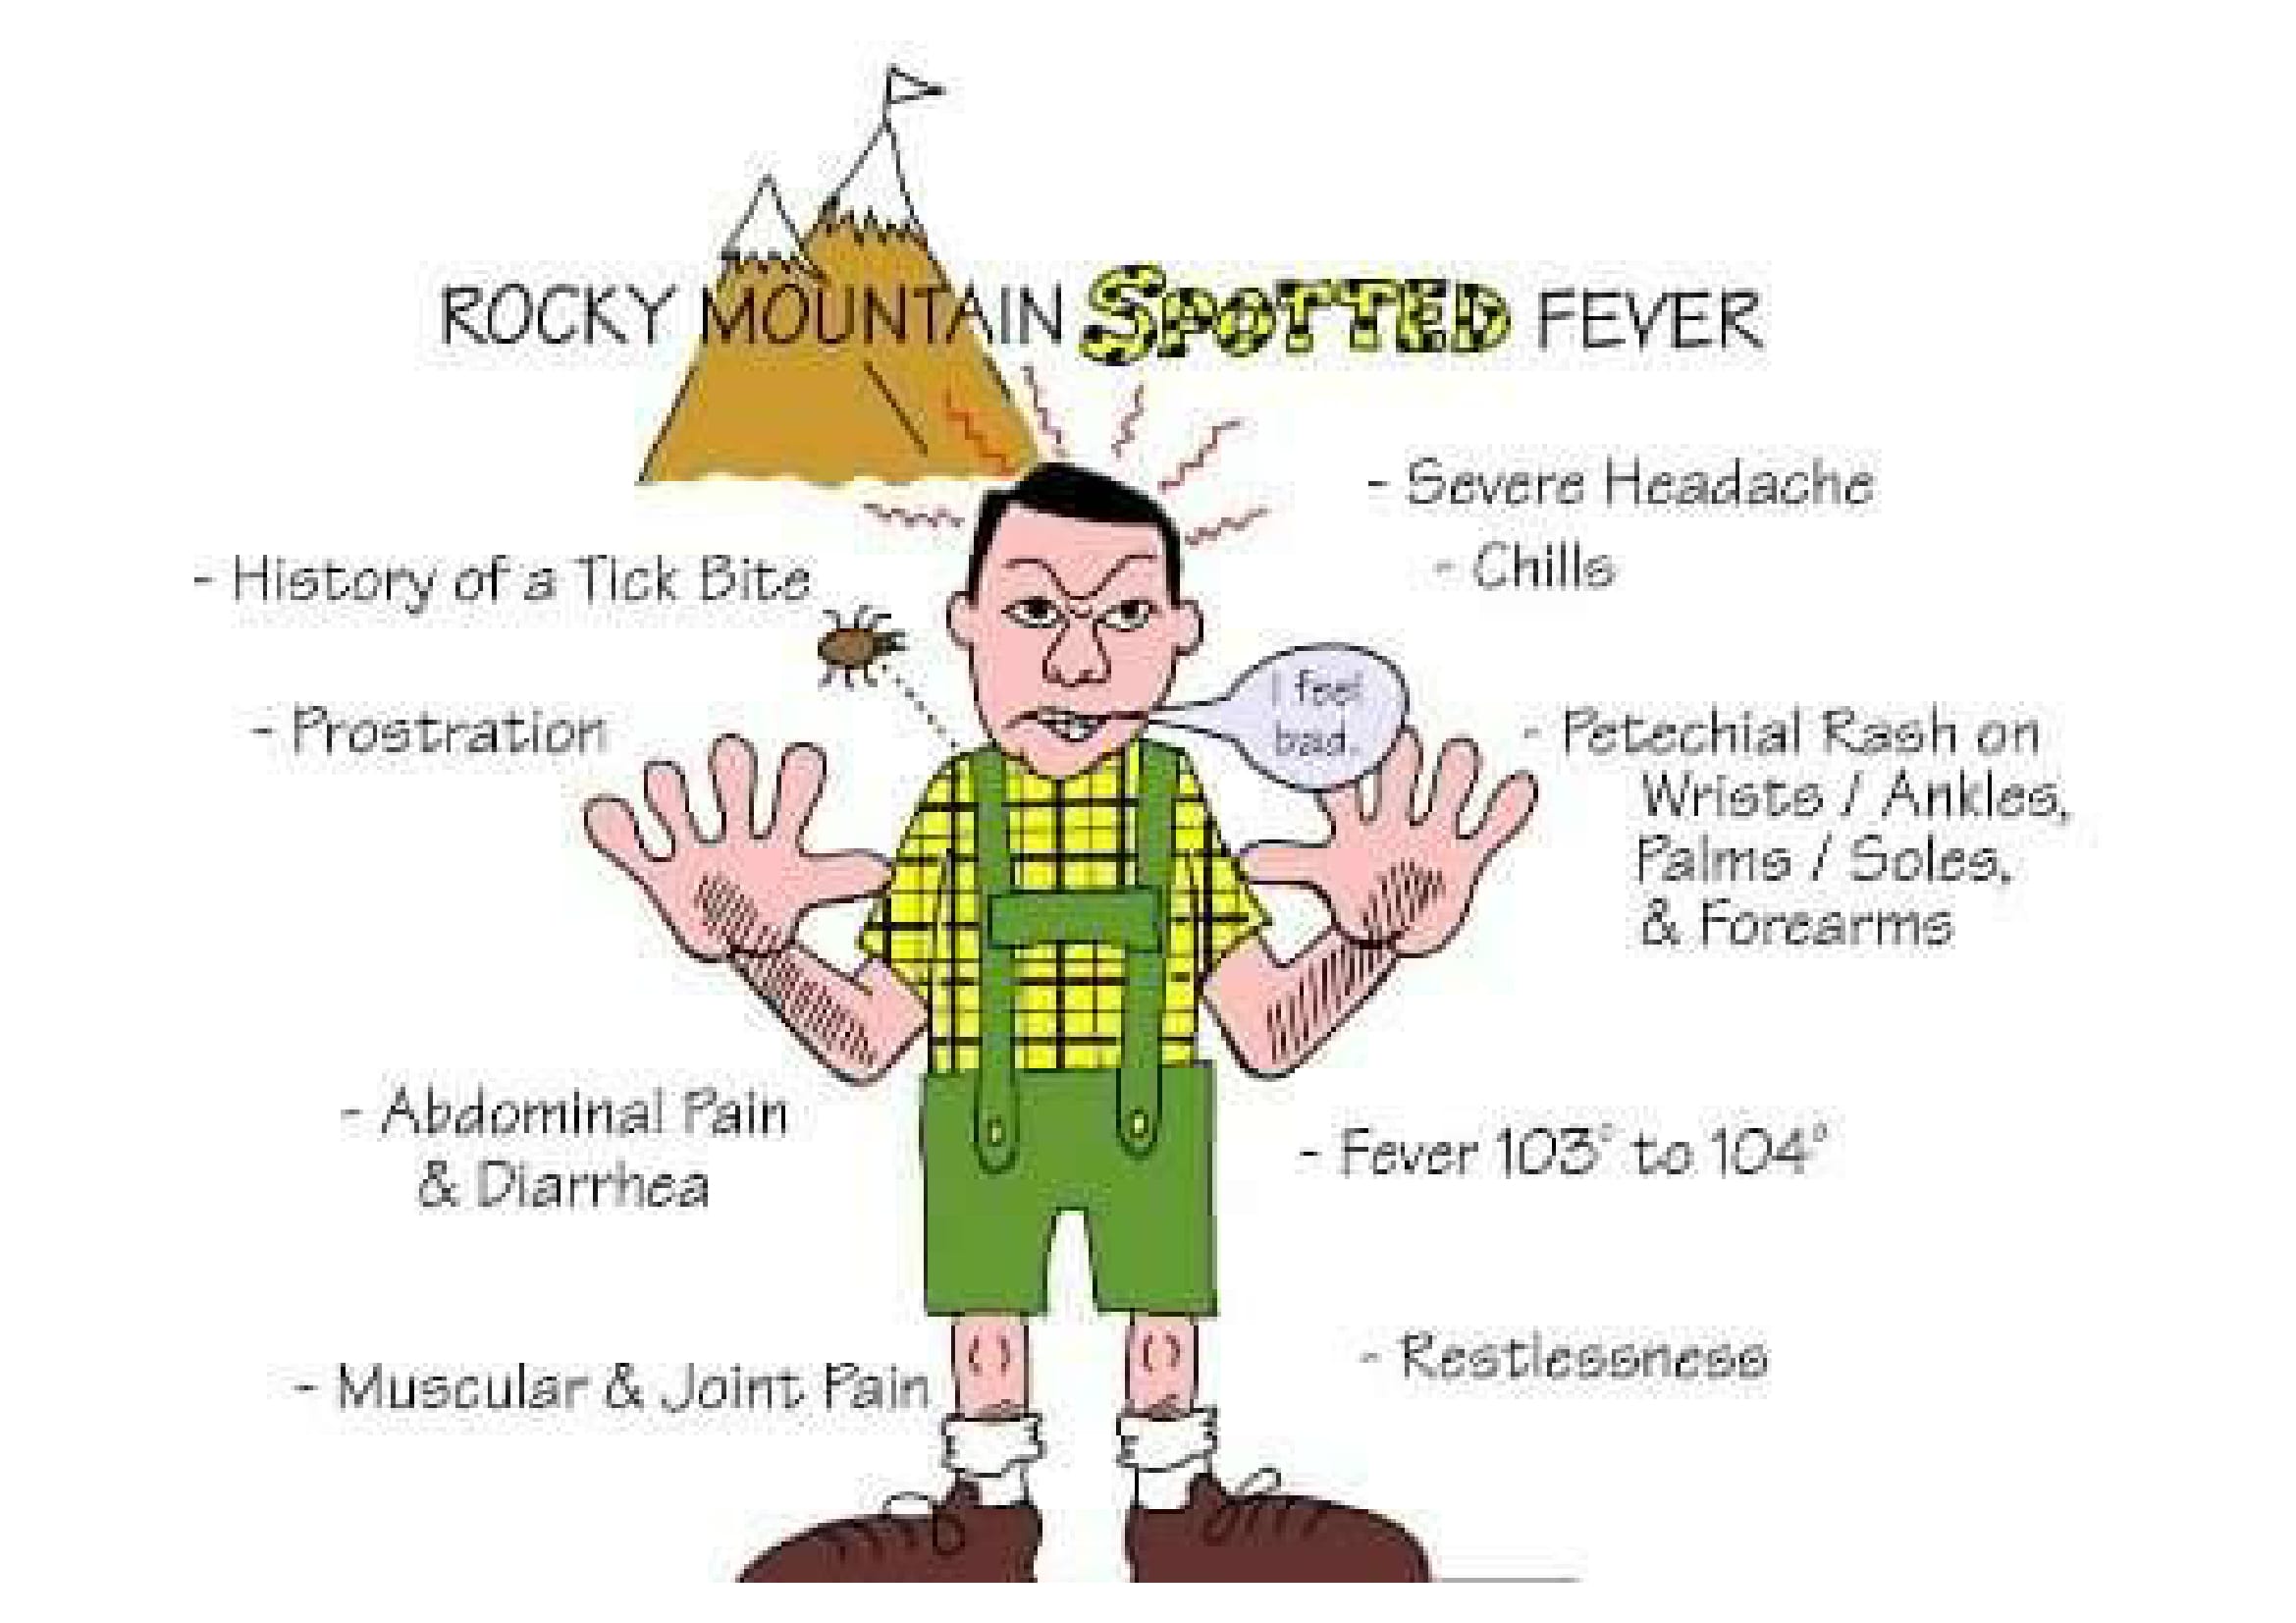 ROCKY MOUNTAIN SPOTTED FEVER
- Severe Headache
- Chills
- History of a Tick Bite
I feel
bad.
- Prostration
- Petechial Rash on
Wrists / Ankles,
Palms / Soles,
& Forearms
- Abdominal Pain
& Diarrhea
- Fever 103° to 104°
- Muscular & Joint Pain
- Restlessness